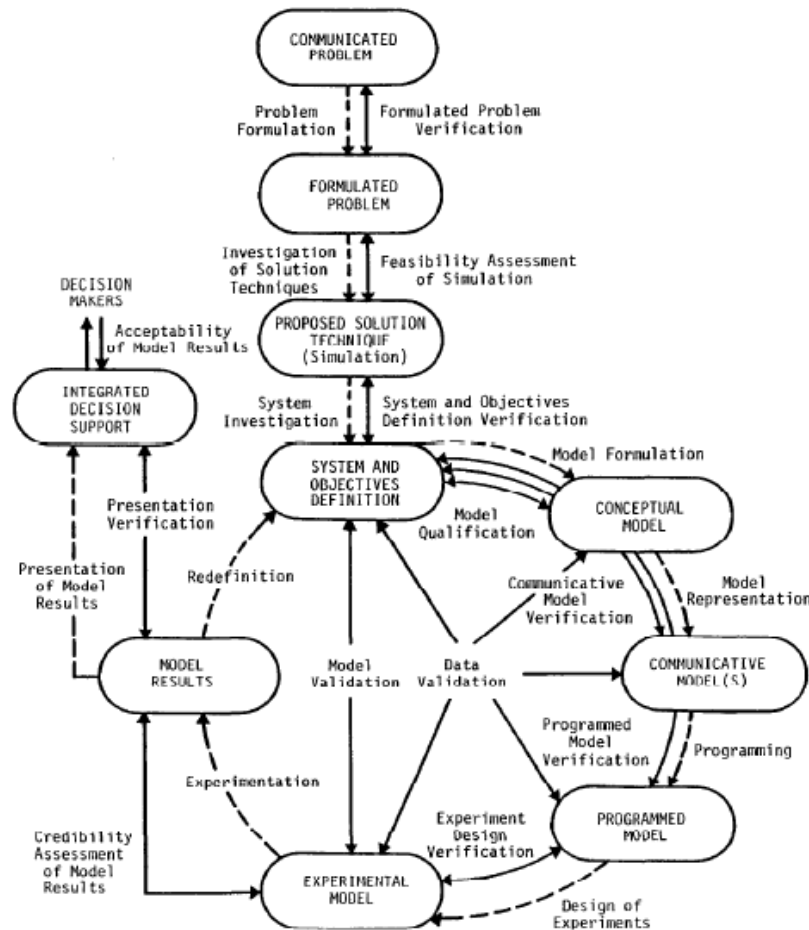 COMMUNICATED
PROBLEM
Problem
Formulation
Formulated Problem
Verification
FORMULATED
PROBLEM
Investigation
of Solution
Techniques
Feasibility Assessment
of Simulation
DECISION
MAKERS
Acceptability
of Model Results
PROPOSED SOLUTION
TECHNIQUE
(Simulation)
INTEGRATED
DECISION
SUPPORT
System
Investigation
System and Objectives
Definition Verification
SYSTEM AND
OBJECTIVES
DEFINITION
Model Formulation
Model
Qualification
CONCEPTUAL
MODEL
Presentation
Verification
Presentation
of Model
Results
Redefinition
Communicative
Model
Verification
Model
Representation
MODEL
RESULTS
Model
Validation
Data
Validation
COMMUNICATIVE
MODEL(S)
Programmed
Model
Verification
Programming
Experimentation
Credibility
Assessment
of Model
Results
Experiment
Design
Verification
PROGRAMMED
MODEL
EXPERIMENTAL
MODEL
Design of
Experiments